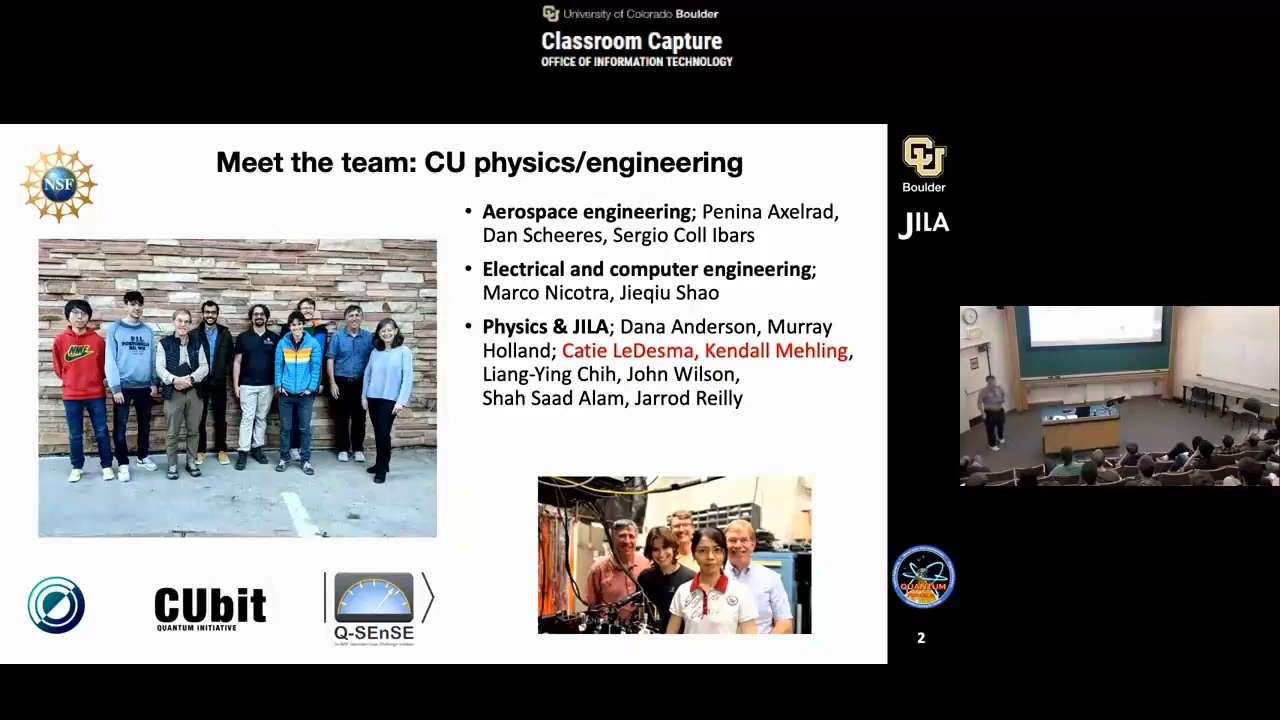 University of Colorado Boulder
Classroom Capture
OFFICE OF INFORMATION TECHNOLOGY
NSF
Meet the team: CU physics/engineering
• Aerospace engineering; Penina Axelrad,
Dan Scheeres, Sergio Coll Ibars
• Electrical and computer engineering;
Marco Nicotra, Jieqiu Shao
• Physics & JILA; Dana Anderson, Murray
Holland; Catie LeDesma, Kendall Mehling,
Liang-Ying Chih, John Wilson,
Shah Saad Alam, Jarrod Reilly
CU
Boulder
JILA
CUbit
QUANTUM INITIATIVE
Q-SEnSE
QUANTUM
2